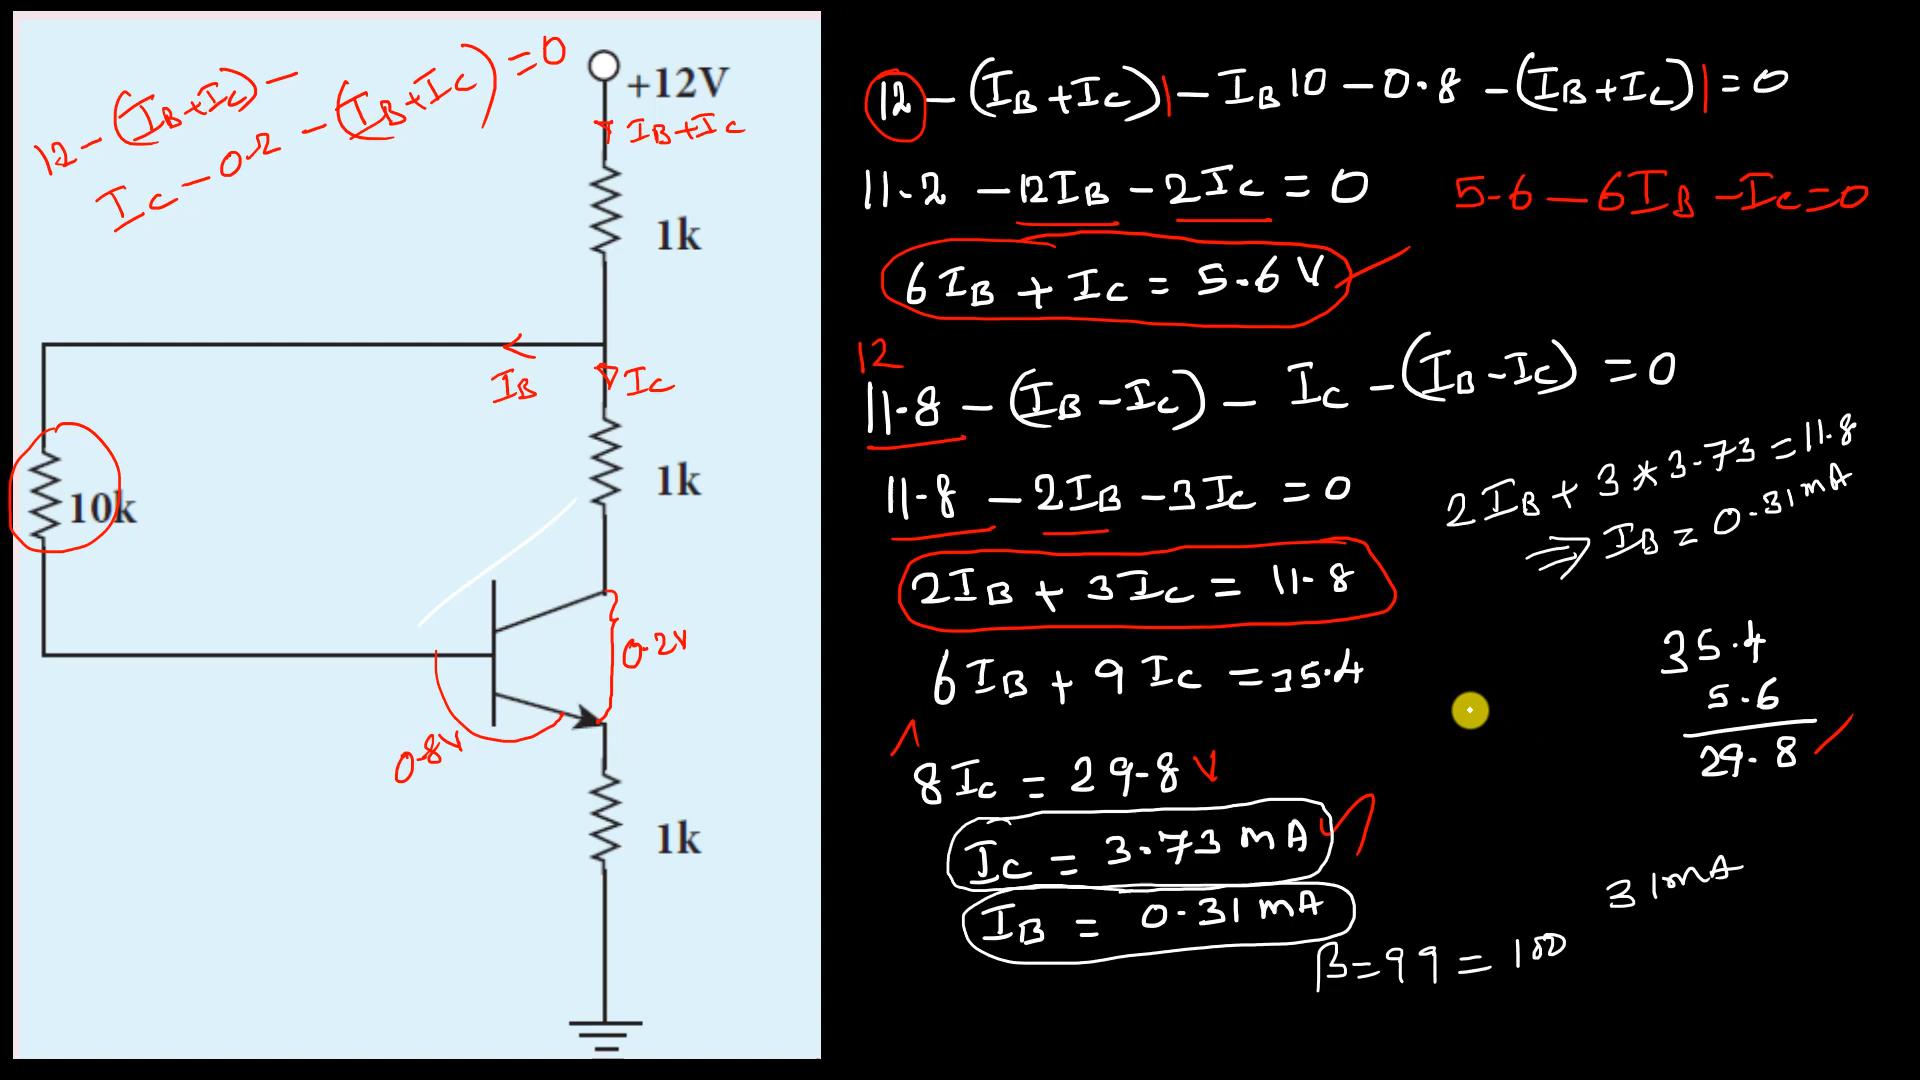 12 - (IB+IC) -
IC - 0.2 - (IB+IC) = 0
+12V
IB+IC
1k
IB
IC
10k
1k
0.2V
0.8V
1k
12 - (IB+IC)1 - IB10 - 0.8 - (IB+IC)1 = 0
11.2 - 12IB - 2IC = 0
5.6 - 6IB - IC = 0
6IB + IC = 5.6 V
12
11.8 - (IB - IC) - IC - (IB - IC) = 0
11.8 - 2IB - 3IC = 0
2IB + 3 * 3.73 = 11.8
⇒ IB = 0.31mA
2IB + 3IC = 11.8
6IB + 9IC = 35.4
35.4
5.6
29.8
8IC = 29.8
IC = 3.73 mA
IB = 0.31 mA
31mA
β = 99 = 100